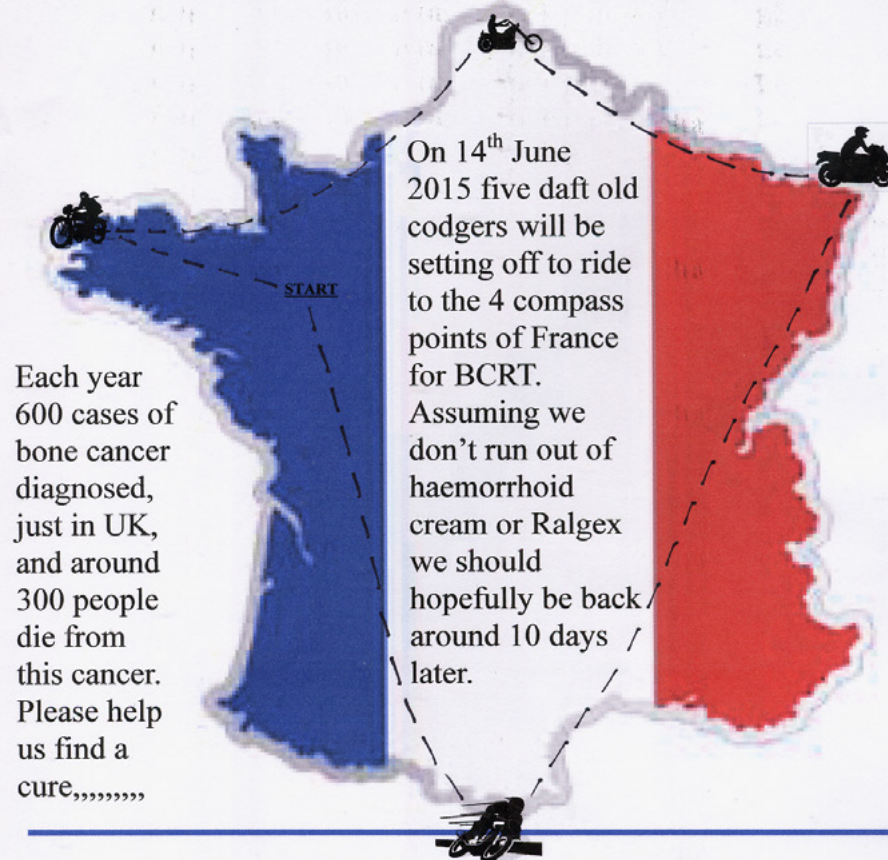 On 14th June
2015 five daft old
codgers will be
setting off to ride
to the 4 compass
points of France
for BCRT.
Assuming we
don't run out of
haemorrhoid
cream or Ralgex
we should
hopefully be back
around 10 days
later.
START
Each year
600 cases of
bone cancer
diagnosed,
just in UK,
and around
300 people
die from
this cancer.
Please help
us find a
cure,,,,,,,,,